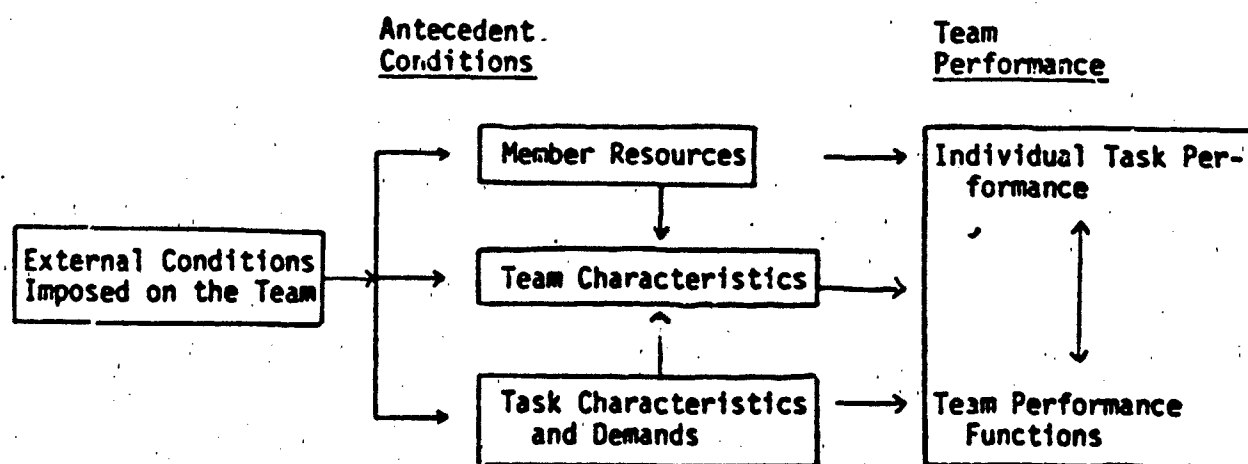 Antecedent
Conditions
Team
Performance
Member Resources
Individual Task Per-
formance
External Conditions
Imposed on the Team
Team Characteristics
Task Characteristics
and Demands
Team Performance
Functions